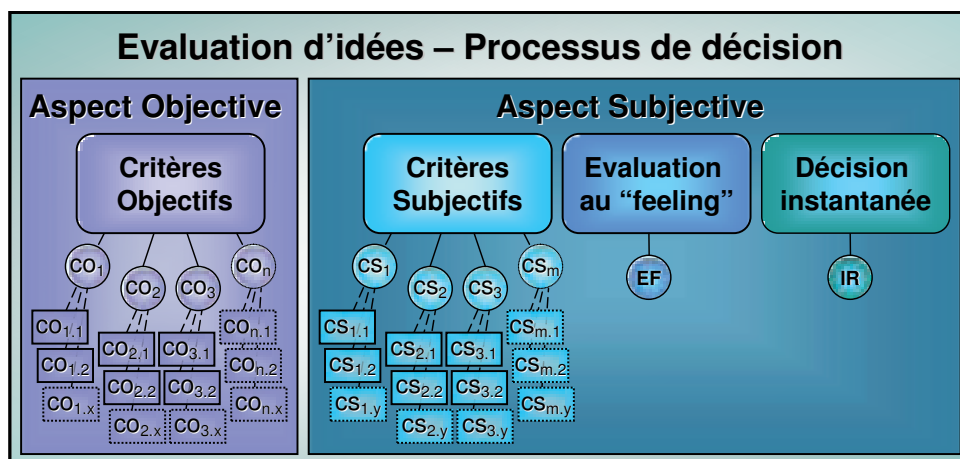 Evaluation d’idées – Processus de décision
Aspect Objective
Critères
Objectifs
CO1
CO2
CO3
COn
CO1.1
CO1.2
CO1.x
CO2,1
CO2.2
CO2.x
CO3.1
CO3.2
CO3.x
COn.1
COn.2
COn.x
Aspect Subjective
Critères
Subjectifs
CS1
CS2
CS3
CSm
CS1.1
CS1.2
CS1.y
CS2.1
CS2.2
CS2.y
CS3.1
CS3.2
CS3.y
CSm.1
CSm.2
CSm.y
Evaluation
au “feeling”
EF
Décision
instantanée
IR